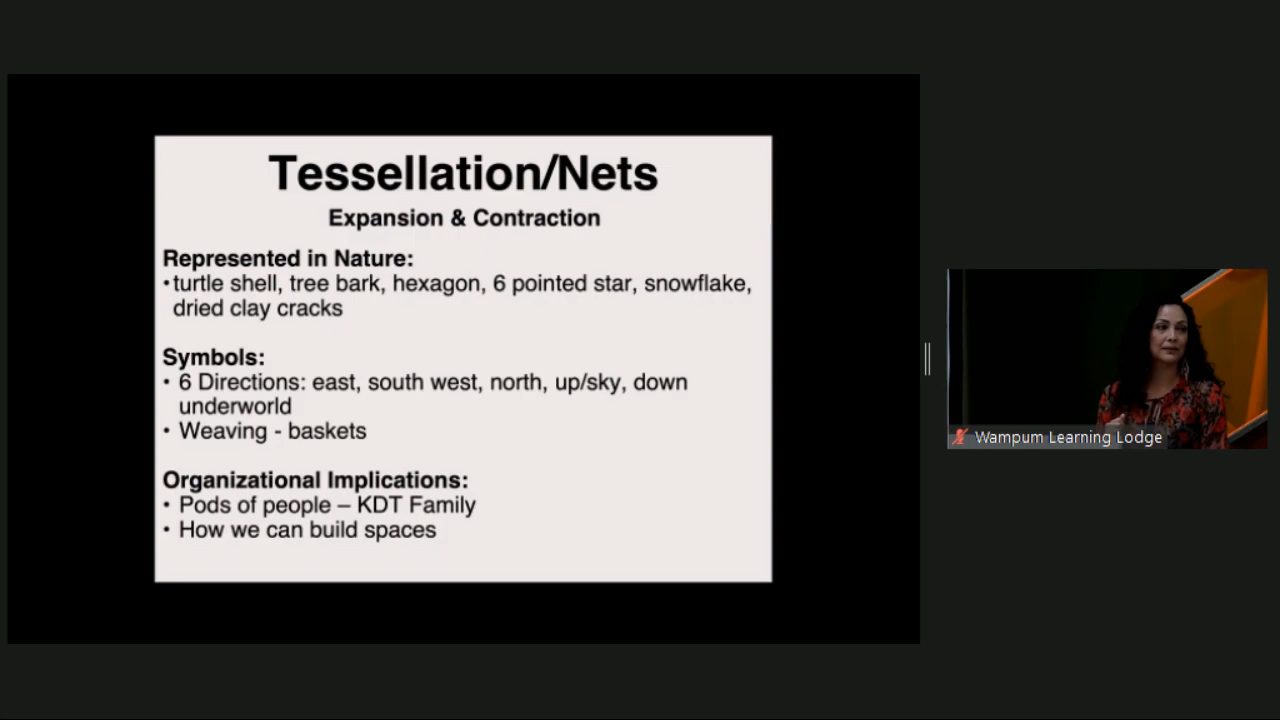 Tessellation/Nets
Expansion & Contraction
Represented in Nature:
•turtle shell, tree bark, hexagon, 6 pointed star, snowflake,
dried clay cracks
Symbols:
• 6 Directions: east, south west, north, up/sky, down
underworld
• Weaving - baskets
Organizational Implications:
• Pods of people – KDT Family
• How we can build spaces
Wampum Learning Lodge